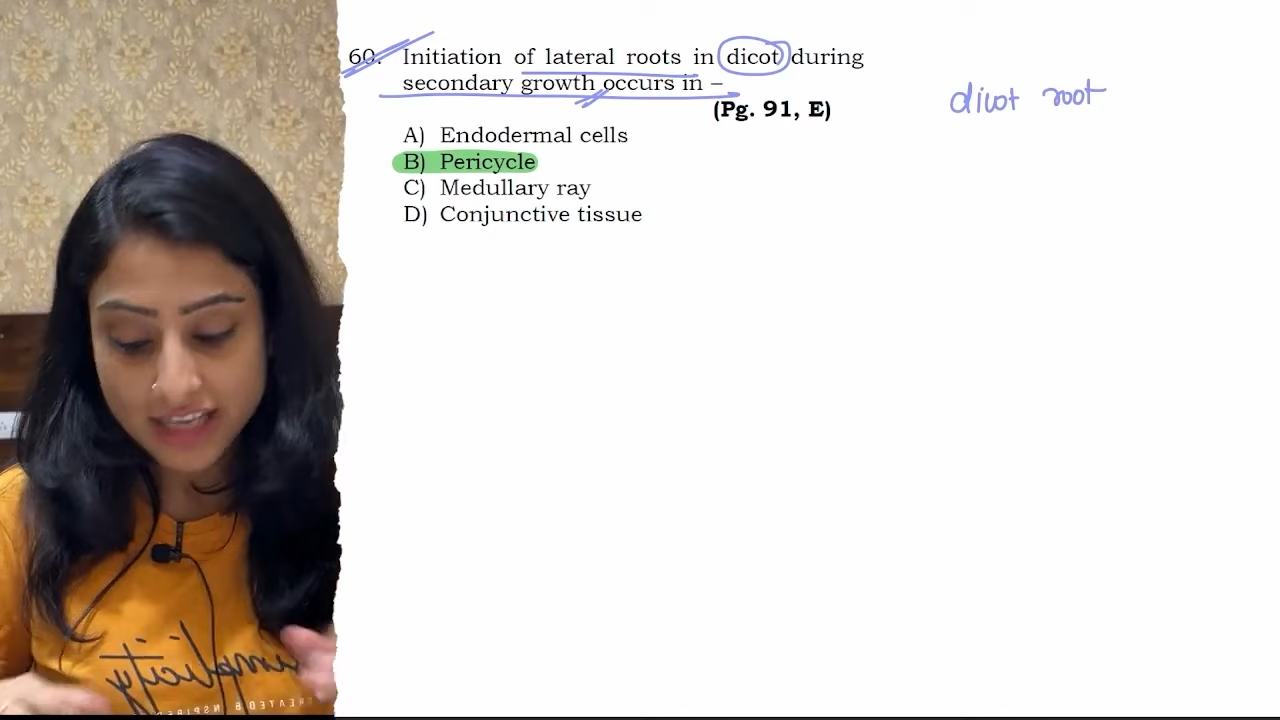 60. Initiation of lateral roots in dicot during
secondary growth occurs in –
(Pg. 91, E)
A) Endodermal cells
B) Pericycle
C) Medullary ray
D) Conjunctive tissue
dicot root
simplicity